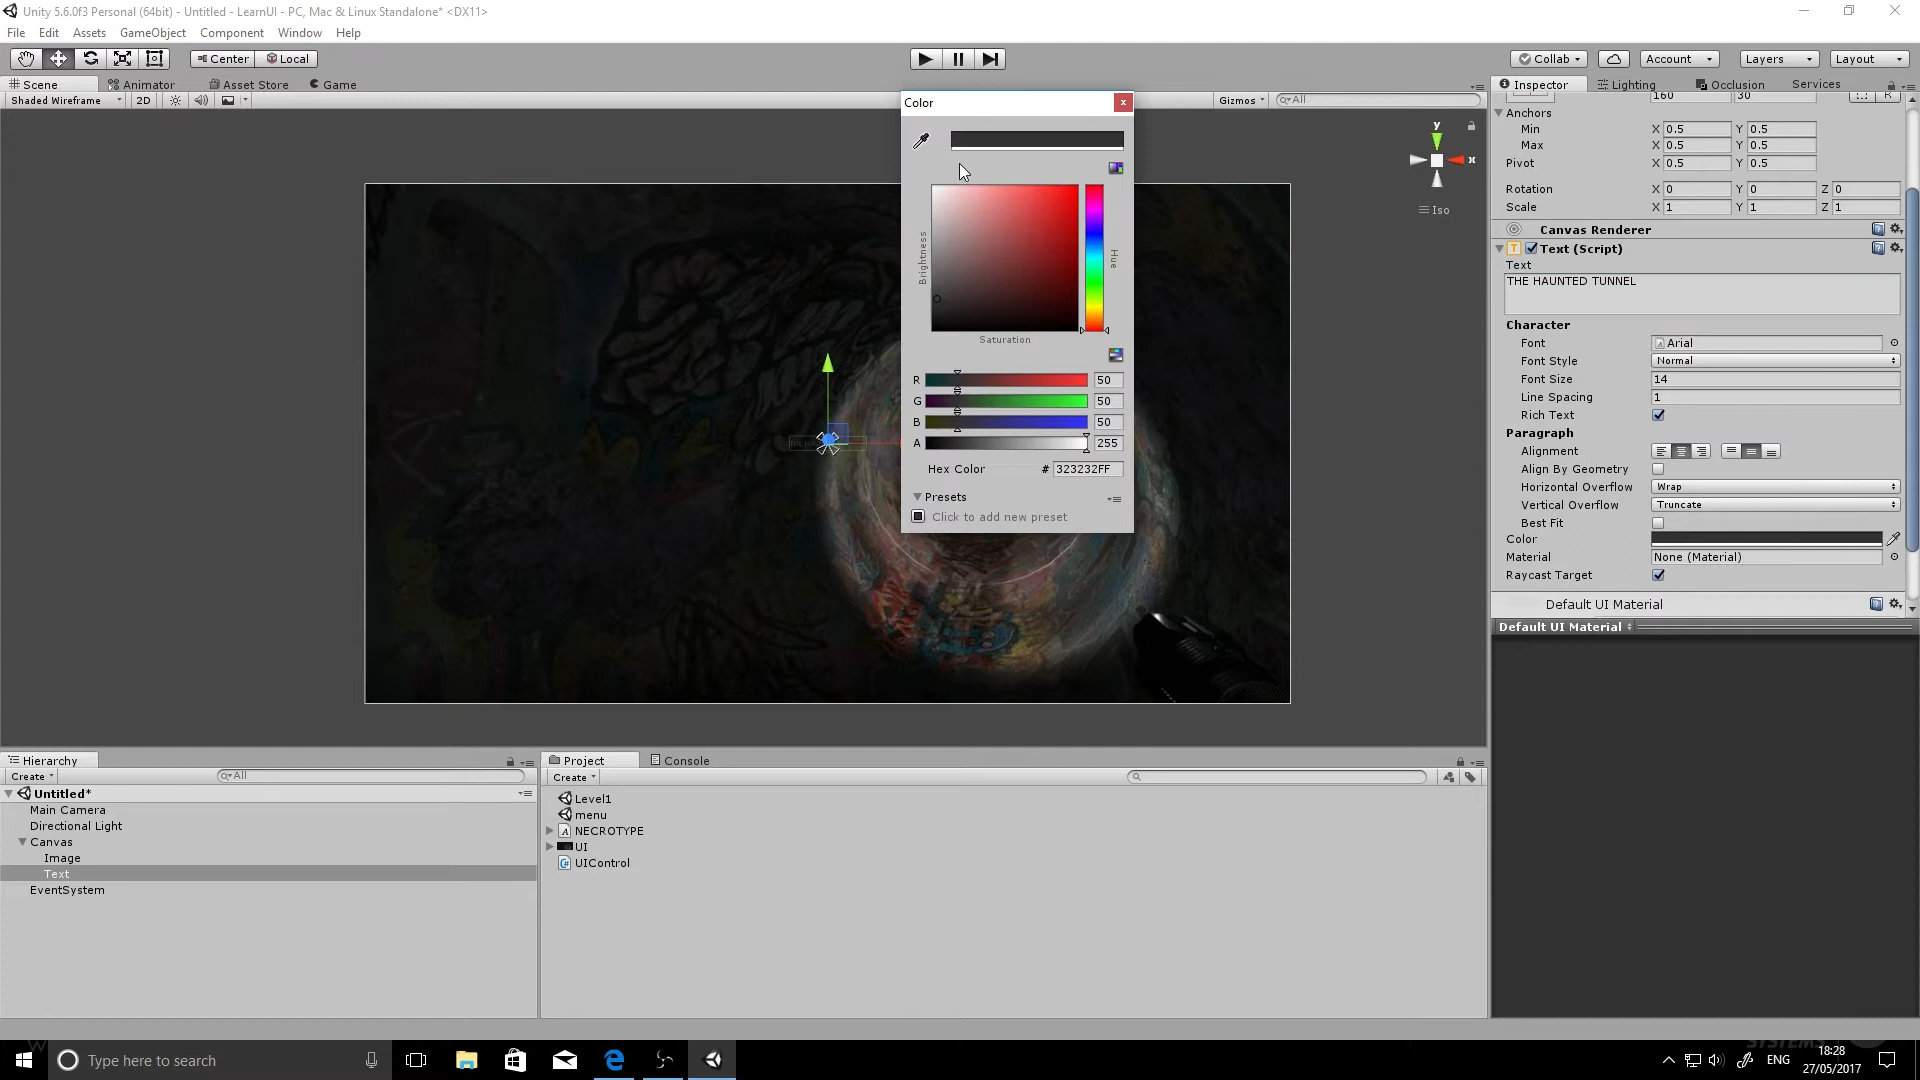 Unity 5.6.0f3 Personal (64bit) - Untitled - LearnUI - PC, Mac & Linux Standalone* <DX11>
File Edit Assets GameObject Component Window Help
Center Local Collab Account Layers Layout
Scene Animator Asset Store Game
Shaded Wireframe 2D Gizmos All
Inspector Lighting Occlusion Services
160 30 R
Anchors
Min X 0.5 Y 0.5
Max X 0.5 Y 0.5
Pivot X 0.5 Y 0.5
Rotation X 0 Y 0 Z 0
Scale X 1 Y 1 Z 1
Canvas Renderer
Text (Script)
Text
THE HAUNTED TUNNEL
Character
Font Arial
Font Style Normal
Font Size 14
Line Spacing 1
Rich Text
Paragraph
Alignment
Align By Geometry
Horizontal Overflow Wrap
Vertical Overflow Truncate
Best Fit
Color
Material None (Material)
Raycast Target
Default UI Material
Default UI Material
y
x
Iso
Color
Brightness
Hue
Saturation
R 50
G 50
B 50
A 255
Hex Color # 323232FF
Presets
Click to add new preset
Hierarchy
Create All
Untitled*
Main Camera
Directional Light
Canvas
Image
Text
EventSystem
Project Console
Create
Level1
menu
NECROTYPE
UI
UIControl
Type here to search
ENG
18:28
27/05/2017